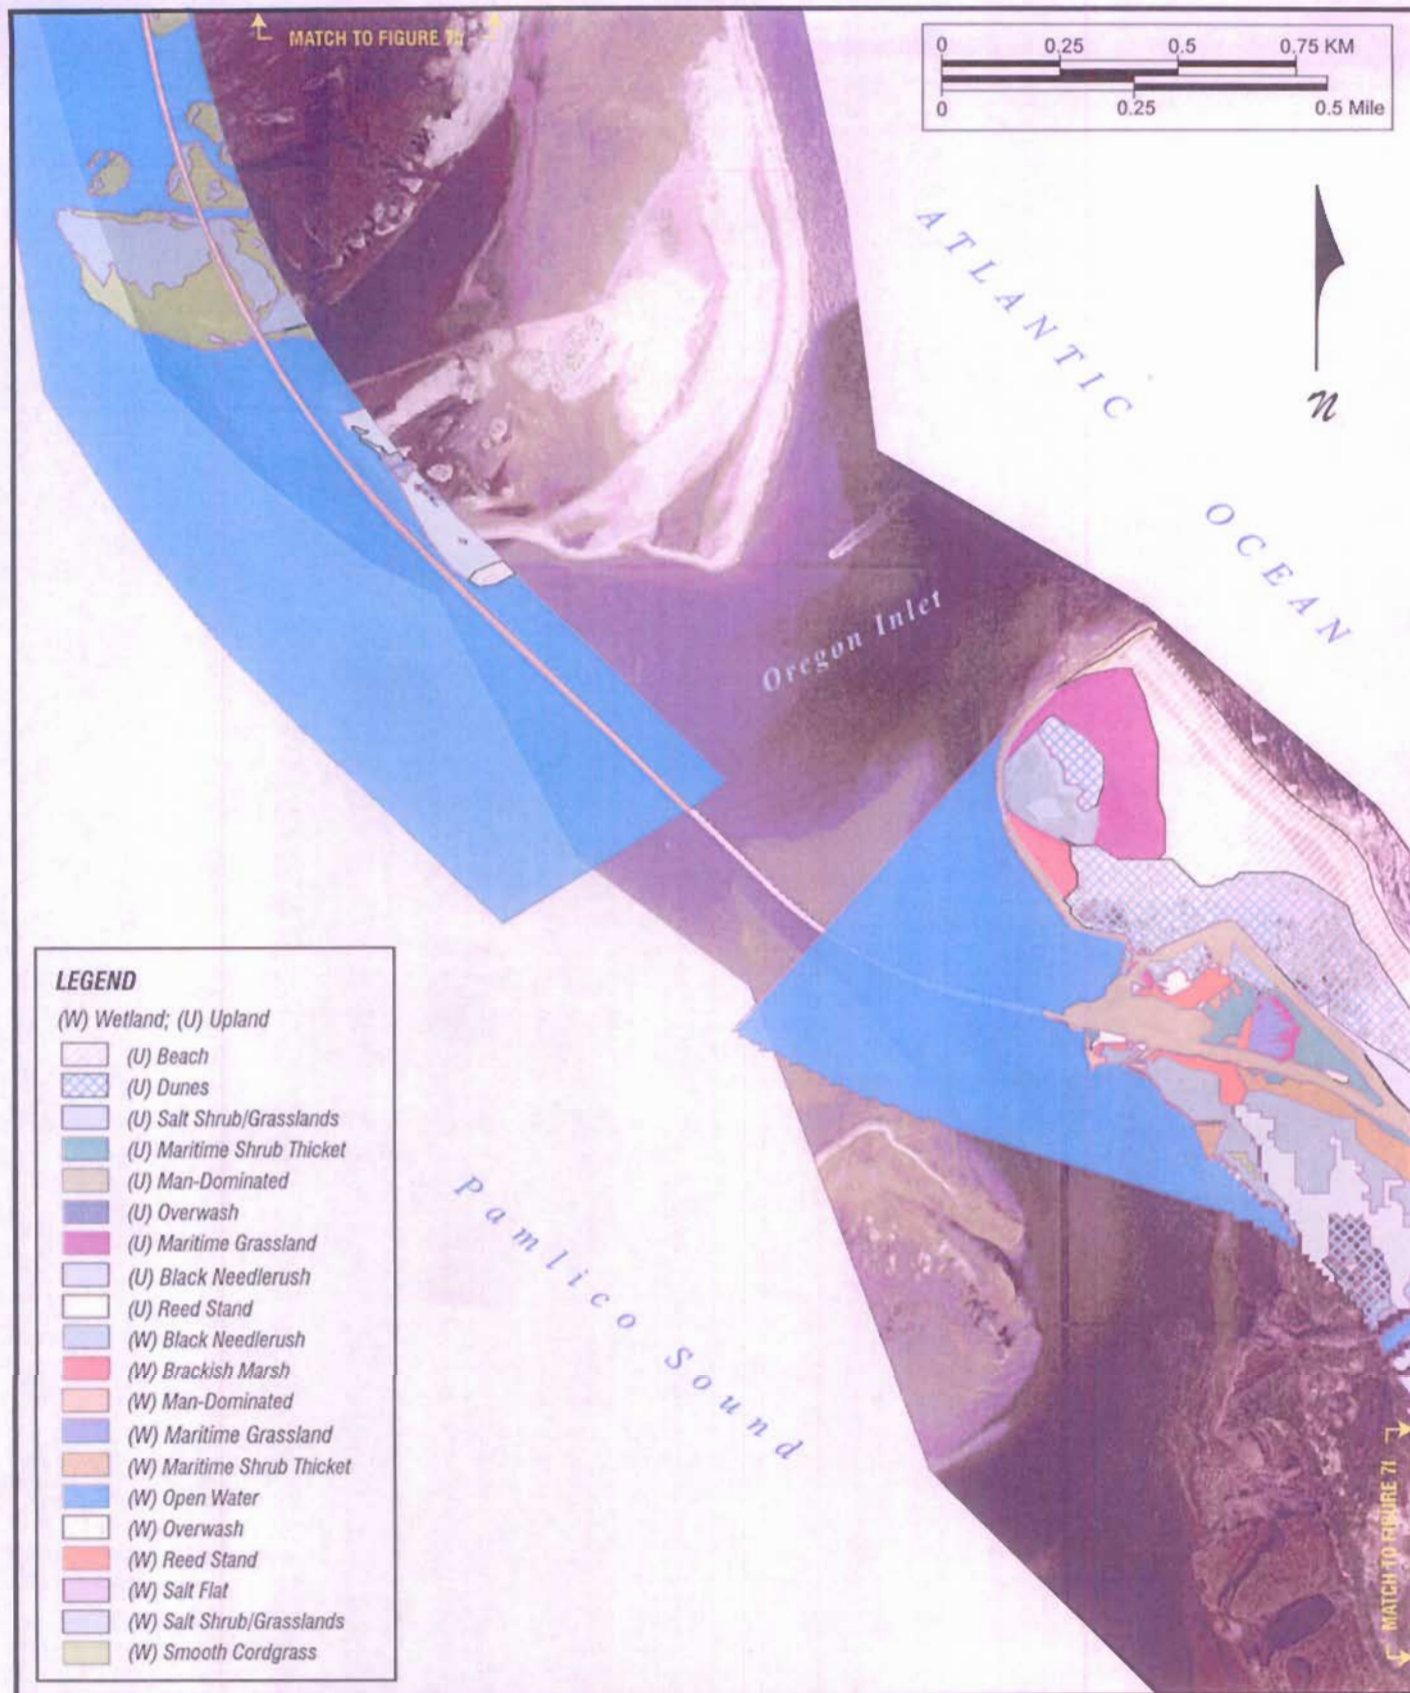 MATCH TO FIGURE 7b
0 0.25 0.5 0.75 KM
0 0.25 0.5 Mile
ATLANTIC
OCEAN
N
Oregon Inlet
Pamlico Sound
LEGEND
(W) Wetland; (U) Upland
(U) Beach
(U) Dunes
(U) Salt Shrub/Grasslands
(U) Maritime Shrub Thicket
(U) Man-Dominated
(U) Overwash
(U) Maritime Grassland
(U) Black Needlerush
(U) Reed Stand
(W) Black Needlerush
(W) Brackish Marsh
(W) Man-Dominated
(W) Maritime Grassland
(W) Maritime Shrub Thicket
(W) Open Water
(W) Overwash
(W) Reed Stand
(W) Salt Flat
(W) Salt Shrub/Grasslands
(W) Smooth Cordgrass
MATCH TO FIGURE 7l